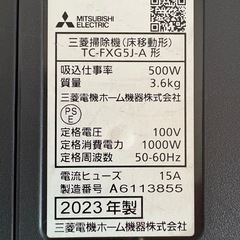 MITSUBISHI
ELECTRIC
三菱掃除機(床移動形)
TC-FXG5J-A 形
吸込仕事率 500W
質量 3.6kg
三菱電機ホーム機器株式会社
PS
E
定格電圧 100V
定格消費電力 1000W
定格周波数 50-60Hz
電流ヒューズ 15A
製造番号 A6113855
2023年製
三菱電機ホーム機器株式会社